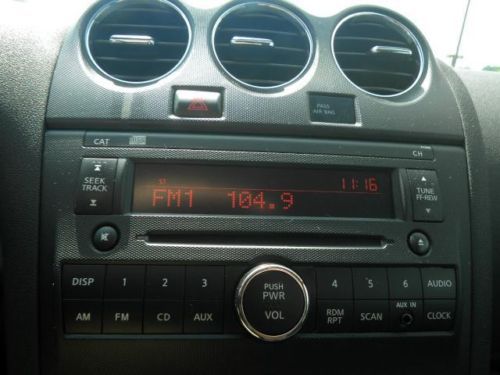 PASS
AIR BAG
CAT
CH
SEEK
TRACK
11:16
FM1 104.9
TUNE
FF·REW
DISP 1 2 3
PUSH
PWR
VOL
4 5 6 AUDIO
AM FM CD AUX
RDM
RPT
SCAN
AUX IN
CLOCK